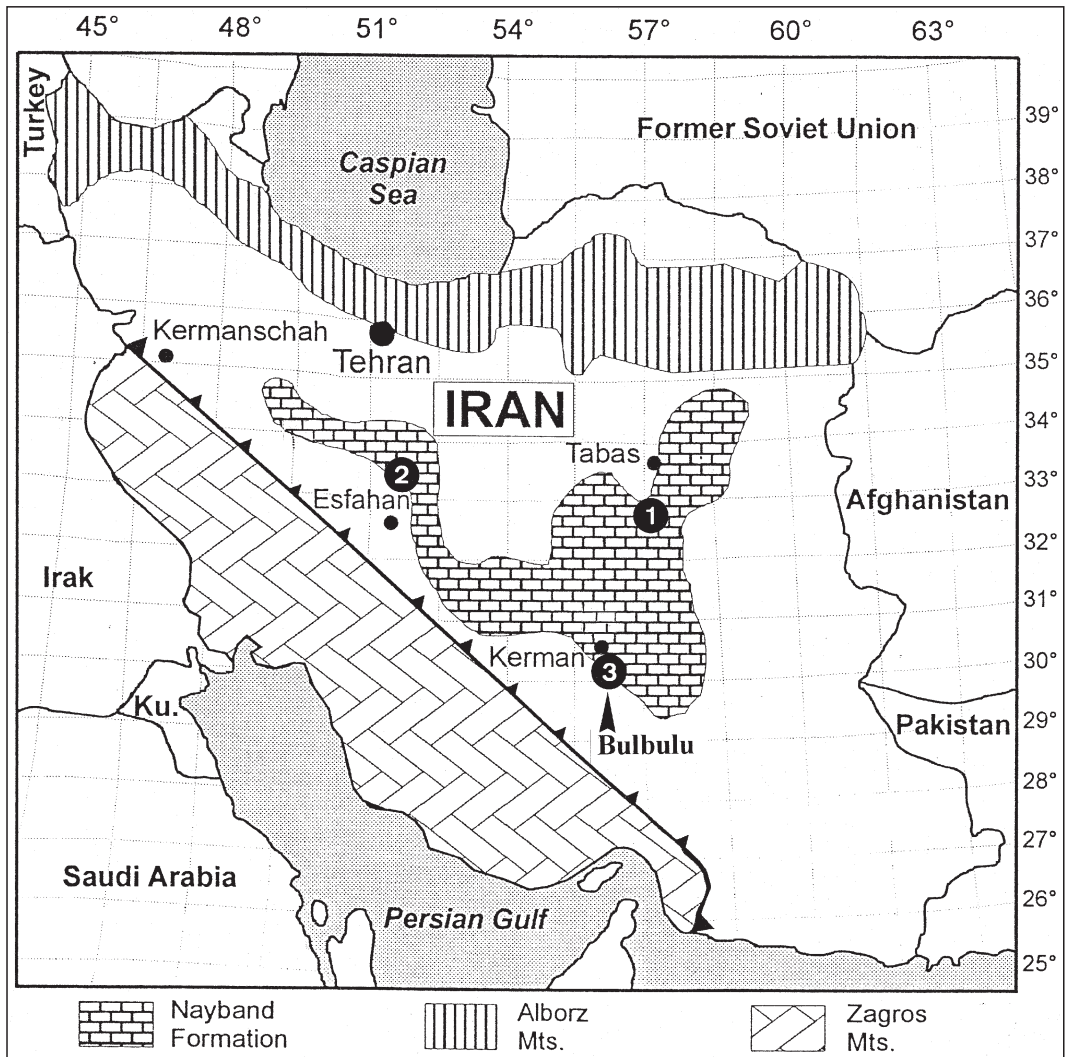 45° 48° 51° 54° 57° 60° 63°
Turkey
Caspian
Sea
Former Soviet Union
39°
38°
37°
36°
35°
34°
33°
32°
31°
30°
29°
28°
27°
26°
25°
Kermanschah
Tehran
IRAN
Tabas
2
Esfahan
1
Afghanistan
Irak
Kerman
3
Ku.
Bulbulu
Pakistan
Saudi Arabia
Persian Gulf
Nayband
Formation
Alborz
Mts.
Zagros
Mts.